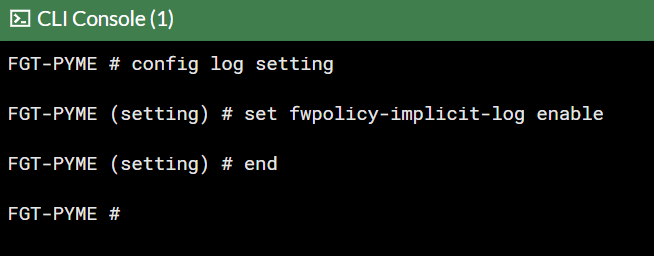 CLI Console (1)
FGT-PYME # config log setting
FGT-PYME (setting) # set fwpolicy-implicit-log enable
FGT-PYME (setting) # end
FGT-PYME #